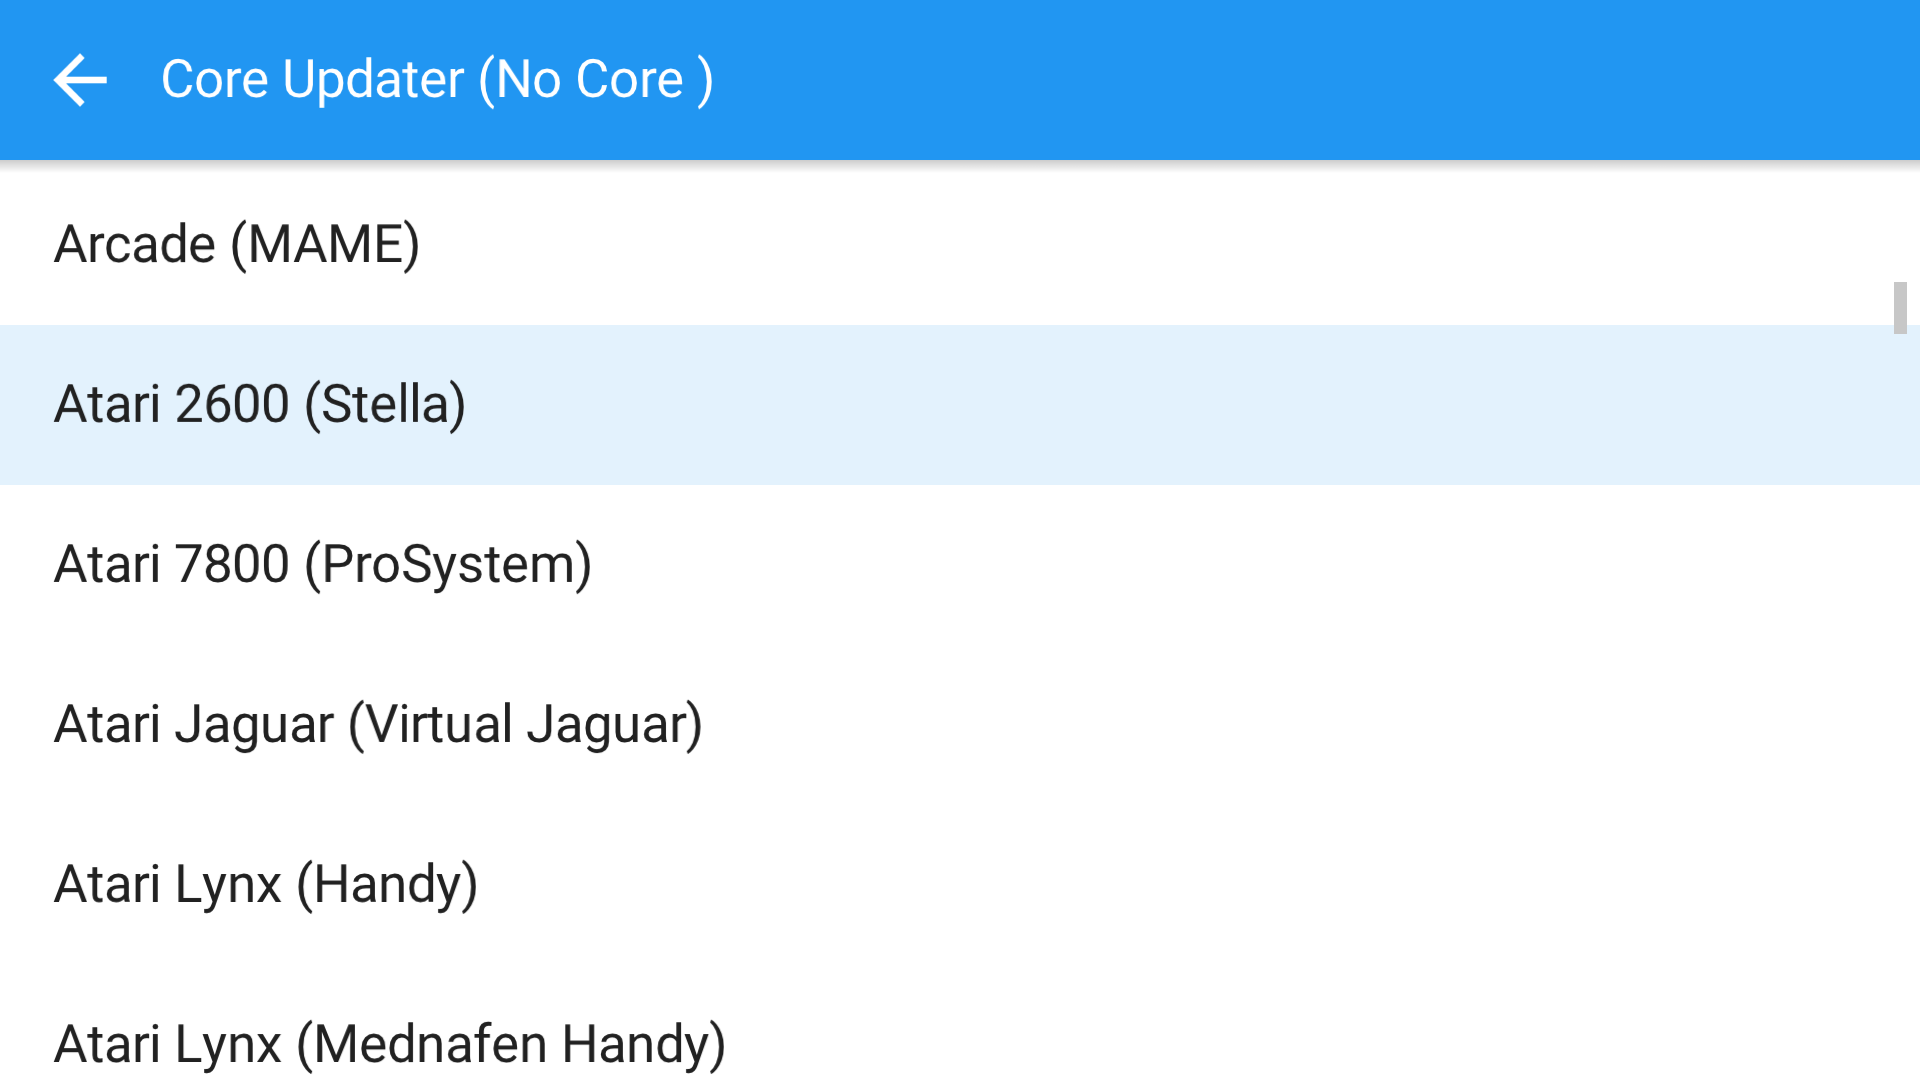 Core Updater (No Core )
Arcade (MAME)
Atari 2600 (Stella)
Atari 7800 (ProSystem)
Atari Jaguar (Virtual Jaguar)
Atari Lynx (Handy)
Atari Lynx (Mednafen Handy)